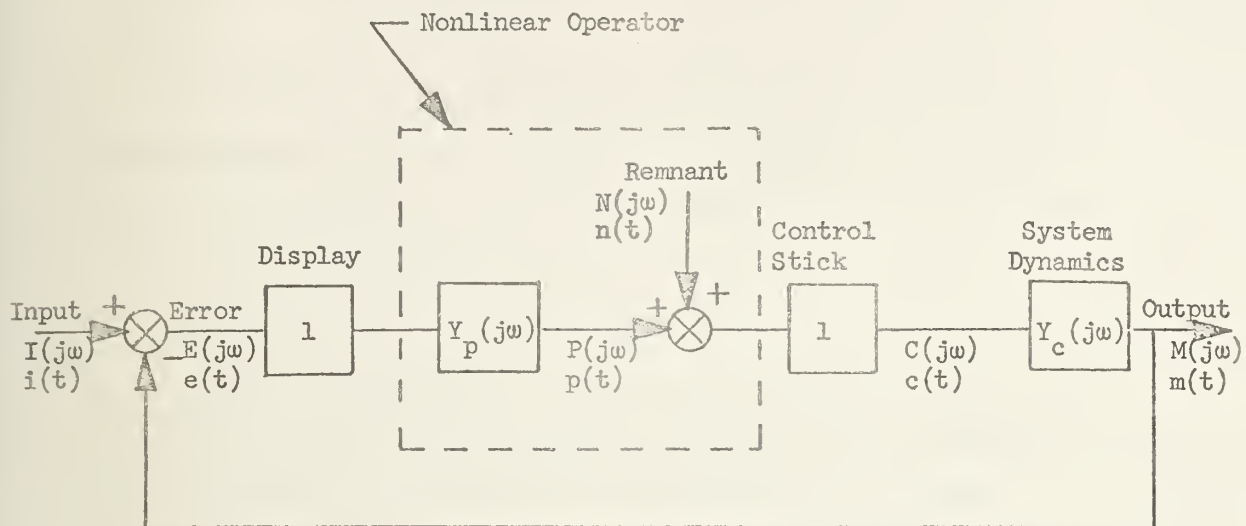 Nonlinear Operator
Remnant
N(jω)
n(t)
Control
Stick
System
Dynamics
Display
Input
+
Error
1
Y_p(jω)
+
+
1
Y_c(jω)
Output
I(jω)
i(t)
-
E(jω)
e(t)
P(jω)
p(t)
C(jω)
c(t)
M(jω)
m(t)